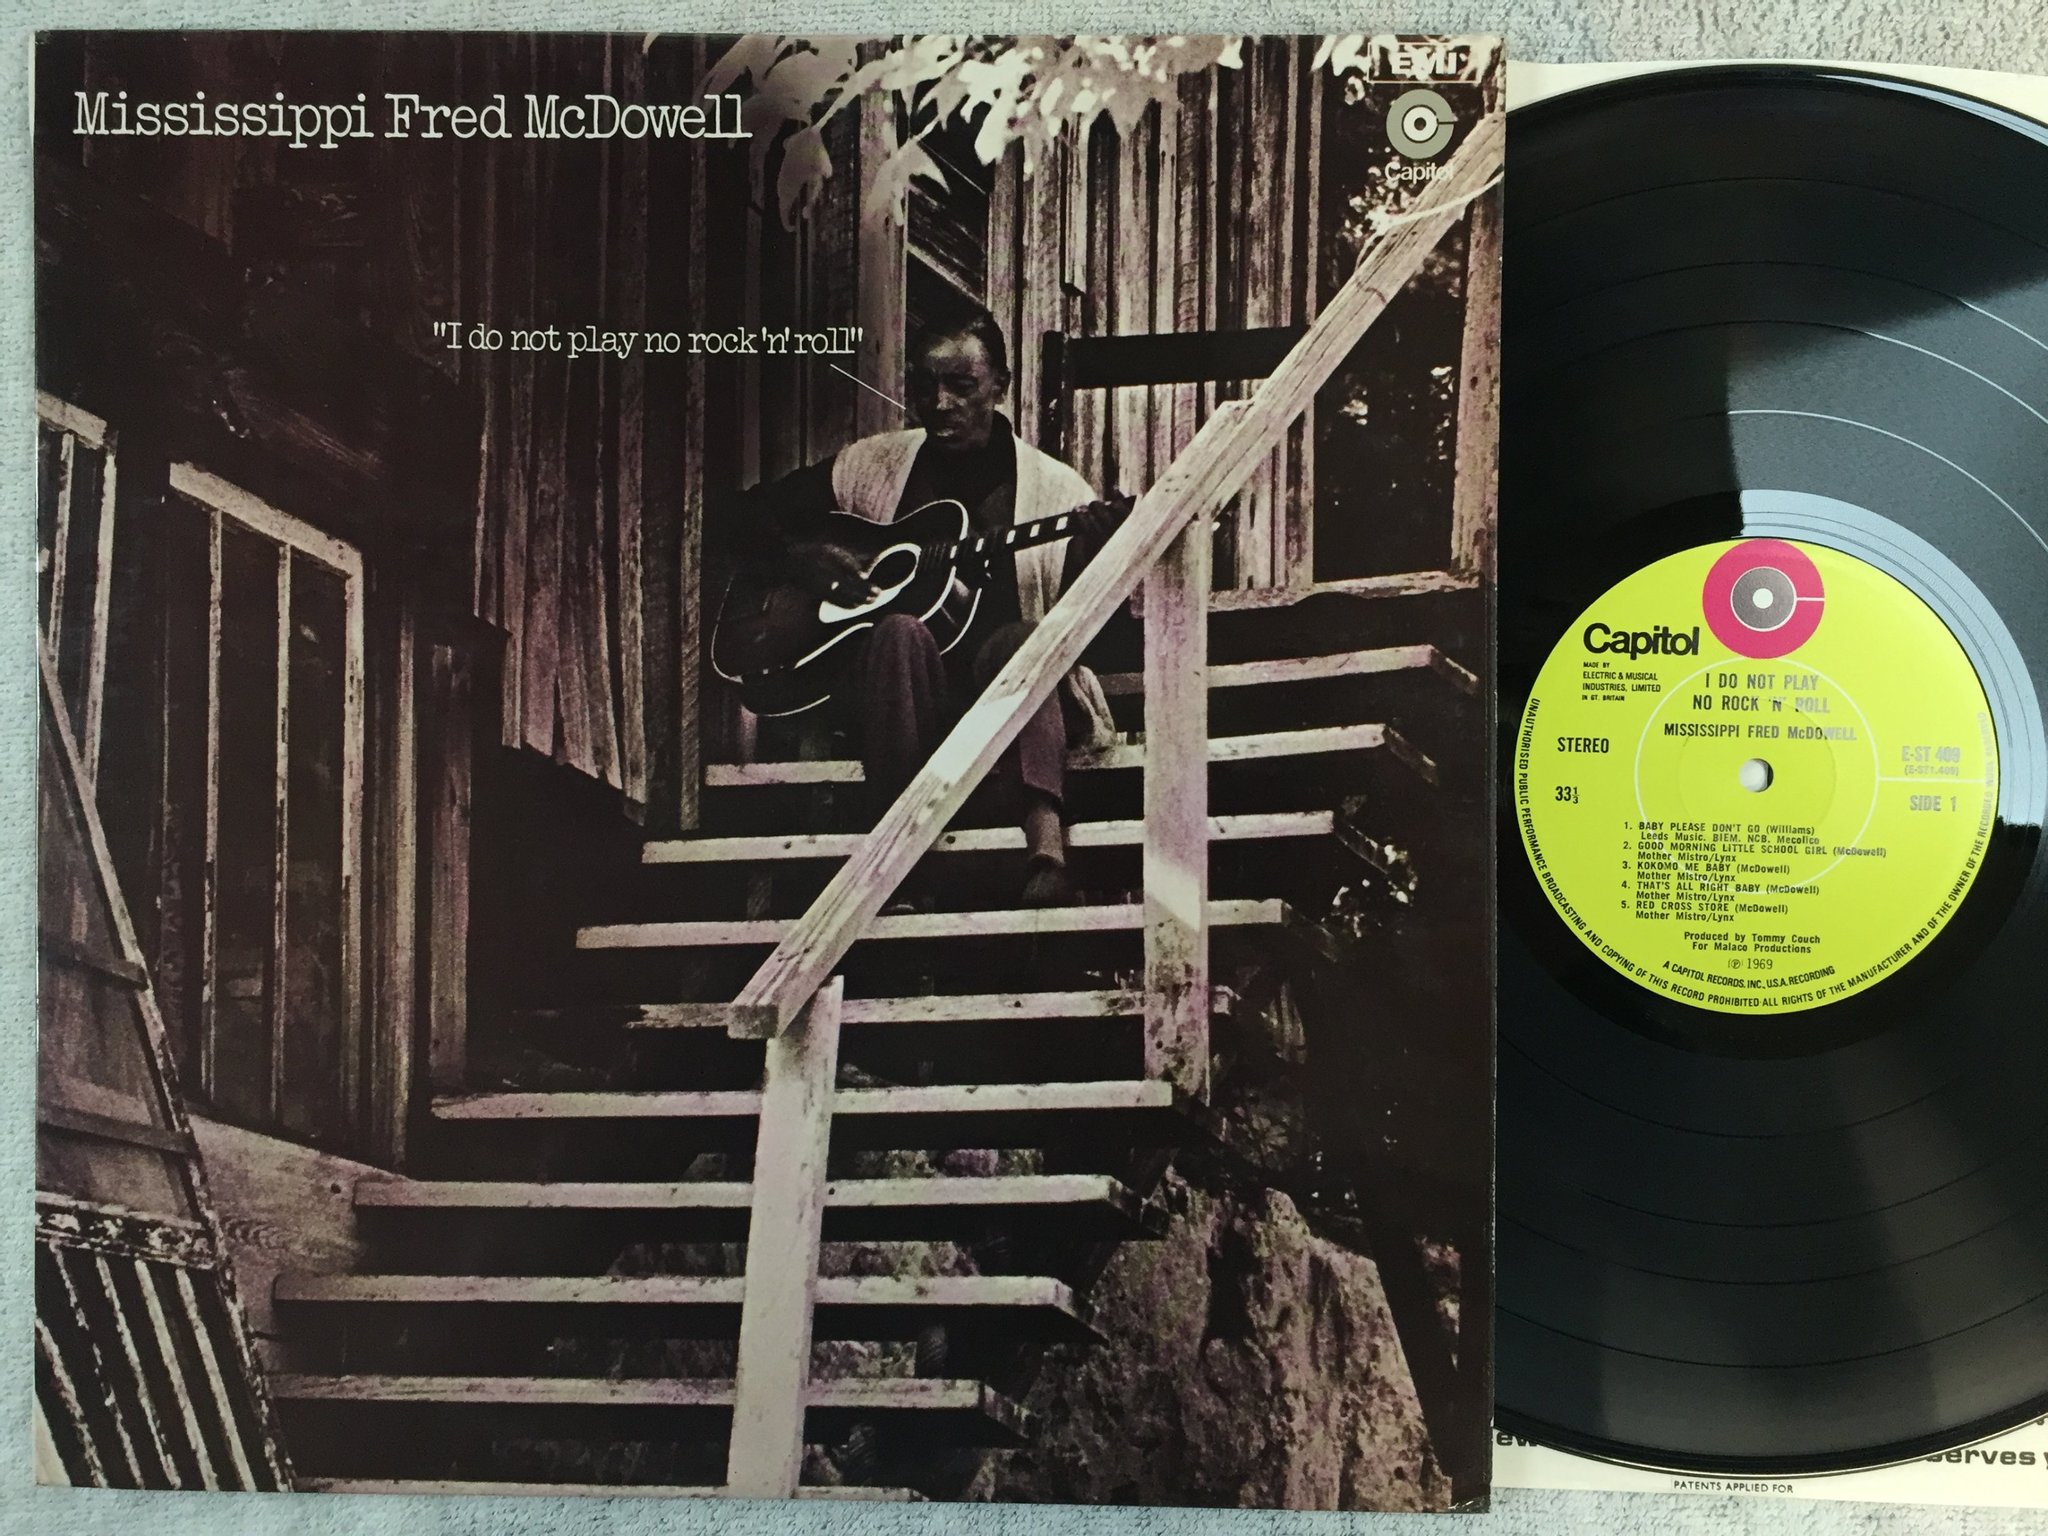 Mississippi Fred McDowell
EMI
Capitol
"I do not play no rock 'n' roll"
Capitol
MADE BY
ELECTRIC & MUSICAL
INDUSTRIES, LIMITED
IN GT. BRITAIN
I DO NOT PLAY
NO ROCK 'N' ROLL
MISSISSIPPI FRED McDOWELL
STEREO
33⅓
E-ST 409
(E-ST1.409)
SIDE 1
1. BABY PLEASE DON'T GO (Williams)
Leeds Music, BIEM, NCB, Mecolico
2. GOOD MORNING LITTLE SCHOOL GIRL (McDowell)
Mother Mistro/Lynx
3. KOKOMO ME BABY (McDowell)
Mother Mistro/Lynx
4. THAT'S ALL RIGHT BABY (McDowell)
Mother Mistro/Lynx
5. RED CROSS STORE (McDowell)
Mother Mistro/Lynx
Produced by Tommy Couch
For Malaco Productions
℗ 1969
A CAPITOL RECORDS, INC., U.S.A. RECORDING
UNAUTHORISED PUBLIC PERFORMANCE BROADCASTING AND COPYING OF THIS RECORD PROHIBITED·ALL RIGHTS OF THE MANUFACTURER AND OF THE OWNER OF THE RECORDED WORK RESERVED
PATENTS APPLIED FOR